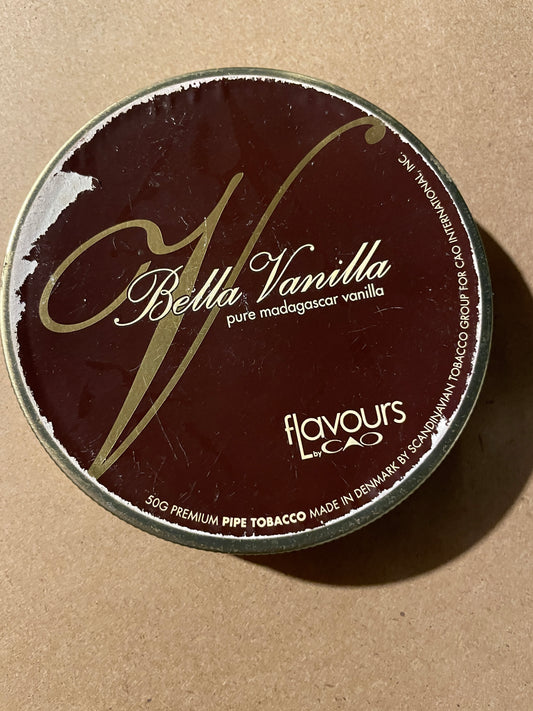 V
Bella Vanilla
pure madagascar vanilla
fLavours
by CAO
50G PREMIUM PIPE TOBACCO MADE IN DENMARK BY SCANDINAVIAN TOBACCO GROUP FOR CAO INTERNATIONAL, INC.